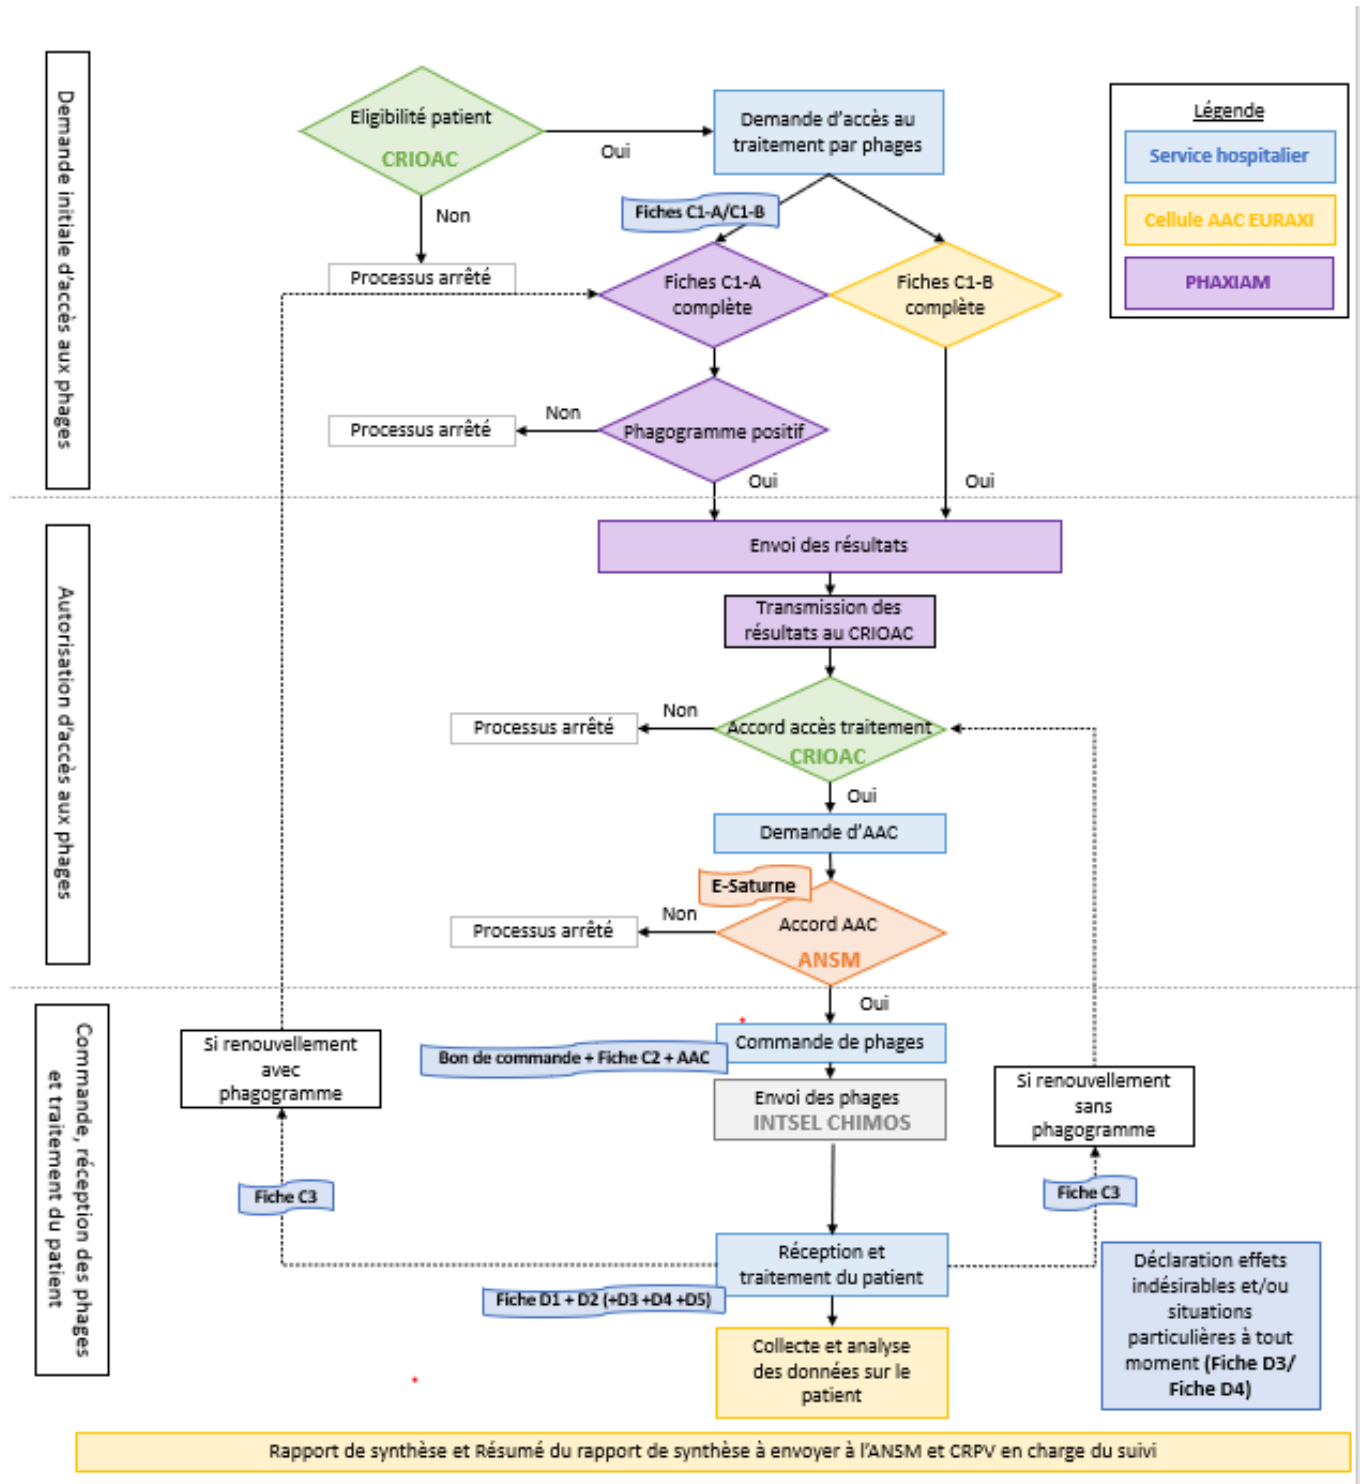 Demande initiale d'accès aux phages
Eligibilité patient
CRIOAC
Oui
Non
Demande d'accès au
traitement par phages
Légende
Service hospitalier
Cellule AAC EURAXI
PHAXIAM
Fiches C1-A/C1-B
Processus arrêté
Fiches C1-A
complète
Fiches C1-B
complète
Processus arrêté
Non
Phagogramme positif
Oui
Oui
Autorisation d'accès aux phages
Envoi des résultats
Transmission des
résultats au CRIOAC
Processus arrêté
Non
Accord accès traitement
CRIOAC
Oui
Demande d'AAC
E-Saturne
Processus arrêté
Non
Accord AAC
ANSM
Oui
Commande, réception des phages
et traitement du patient
Si renouvellement
avec
phagogramme
Bon de commande + Fiche C2 + AAC
Commande de phages
Envoi des phages
INTSEL CHIMOS
Si renouvellement
sans
phagogramme
Fiche C3
Fiche C3
Réception et
traitement du patient
Fiche D1 + D2 (+D3 +D4 +D5)
Collecte et analyse
des données sur le
patient
Déclaration effets
indésirables et/ou
situations
particulières à tout
moment (Fiche D3/
Fiche D4)
Rapport de synthèse et Résumé du rapport de synthèse à envoyer à l'ANSM et CRPV en charge du suivi